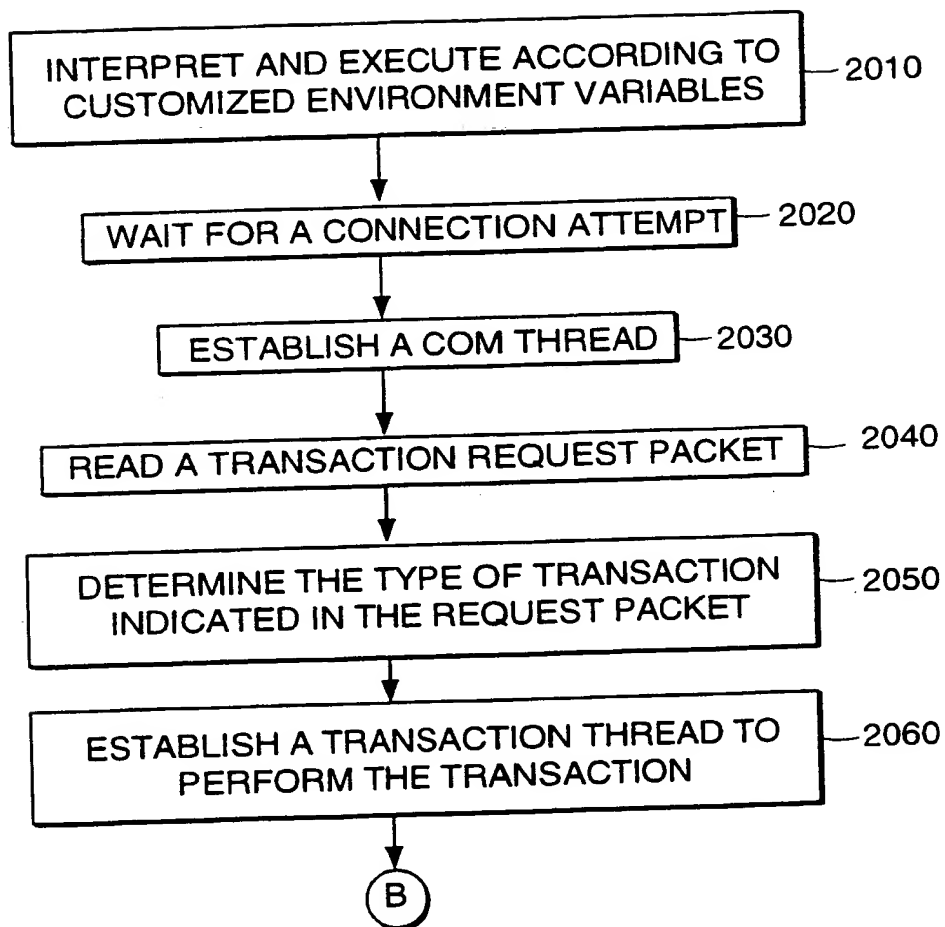 INTERPRET AND EXECUTE ACCORDING TO
CUSTOMIZED ENVIRONMENT VARIABLES
2010
WAIT FOR A CONNECTION ATTEMPT
2020
ESTABLISH A COM THREAD
2030
READ A TRANSACTION REQUEST PACKET
2040
DETERMINE THE TYPE OF TRANSACTION
INDICATED IN THE REQUEST PACKET
2050
ESTABLISH A TRANSACTION THREAD TO
PERFORM THE TRANSACTION
2060
B